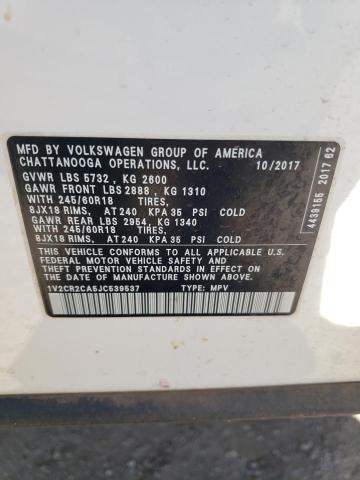 MFD BY VOLKSWAGEN GROUP OF AMERICA
CHATTANOOGA OPERATIONS, LLC. 10/2017
GVWR LBS 5732 , KG 2600
GAWR FRONT LBS 2888 , KG 1310
WITH 245/60R18 TIRES,
8JX18 RIMS, AT 240 KPA 35 PSI COLD
GAWR REAR LBS 2954, KG 1340
WITH 245/60R18 TIRES,
8JX18 RIMS, AT 240 KPA 35 PSI COLD
THIS VEHICLE CONFORMS TO ALL APPLICABLE U.S.
FEDERAL MOTOR VEHICLE SAFETY AND THEFT
PREVENTION STANDARDS IN EFFECT ON THE
DATE OF MANUFACTURE SHOWN ABOVE.
1V2CR2CA5JC539537 TYPE: MPV
4439155 2017 62